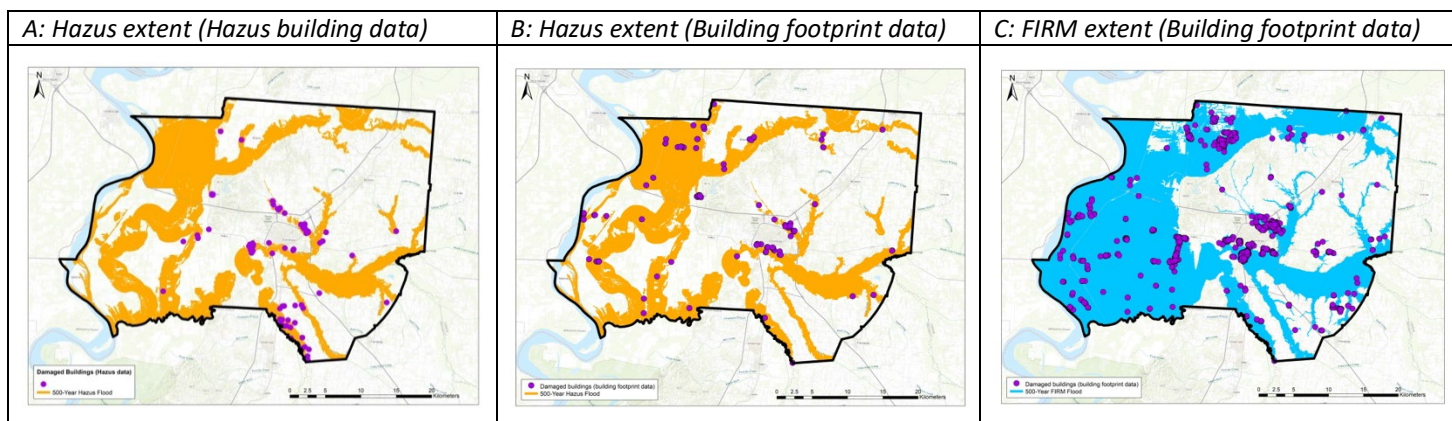 A: Hazus extent (Hazus building data)
B: Hazus extent (Building footprint data)
C: FIRM extent (Building footprint data)
N
Damaged Buildings (Hazus data)
500-Year Hazus Flood
0 2.5 5 10 15 20
Kilometers
N
Damaged buildings (building footprint data)
500-Year Hazus Flood
0 2.5 5 10 15 20
Kilometers
N
Damaged buildings (building footprint data)
500-Year FIRM Flood
0 2.5 5 10 15 20
Kilometers